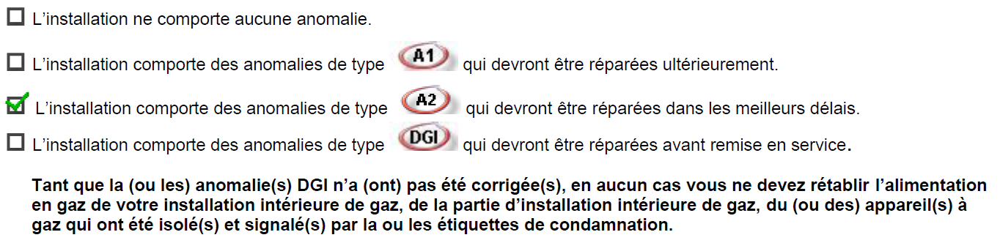 L'installation ne comporte aucune anomalie.
L'installation comporte des anomalies de type A1 qui devront être réparées ultérieurement.
L'installation comporte des anomalies de type A2 qui devront être réparées dans les meilleurs délais.
L'installation comporte des anomalies de type DGI qui devront être réparées avant remise en service.
Tant que la (ou les) anomalie(s) DGI n'a (ont) pas été corrigée(s), en aucun cas vous ne devez rétablir l'alimentation
en gaz de votre installation intérieure de gaz, de la partie d'installation intérieure de gaz, du (ou des) appareil(s) à
gaz qui ont été isolé(s) et signalé(s) par la ou les étiquettes de condamnation.